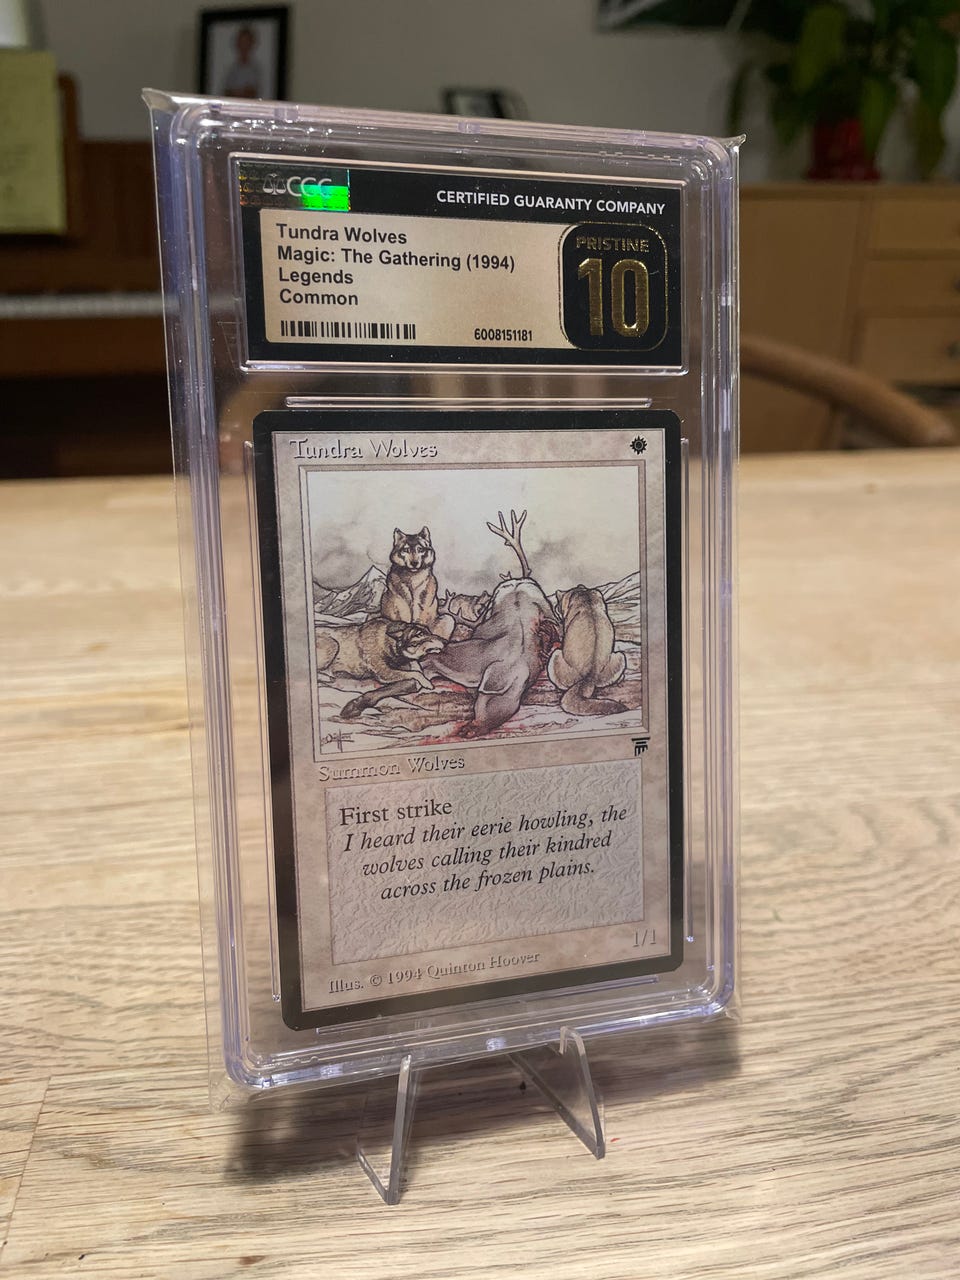 CGC
CERTIFIED GUARANTY COMPANY
Tundra Wolves
Magic: The Gathering (1994)
Legends
Common
PRISTINE
10
6008151181
Tundra Wolves
Summon Wolves
First strike
I heard their eerie howling, the
wolves calling their kindred
across the frozen plains.
1/1
Illus. © 1994 Quinton Hoover